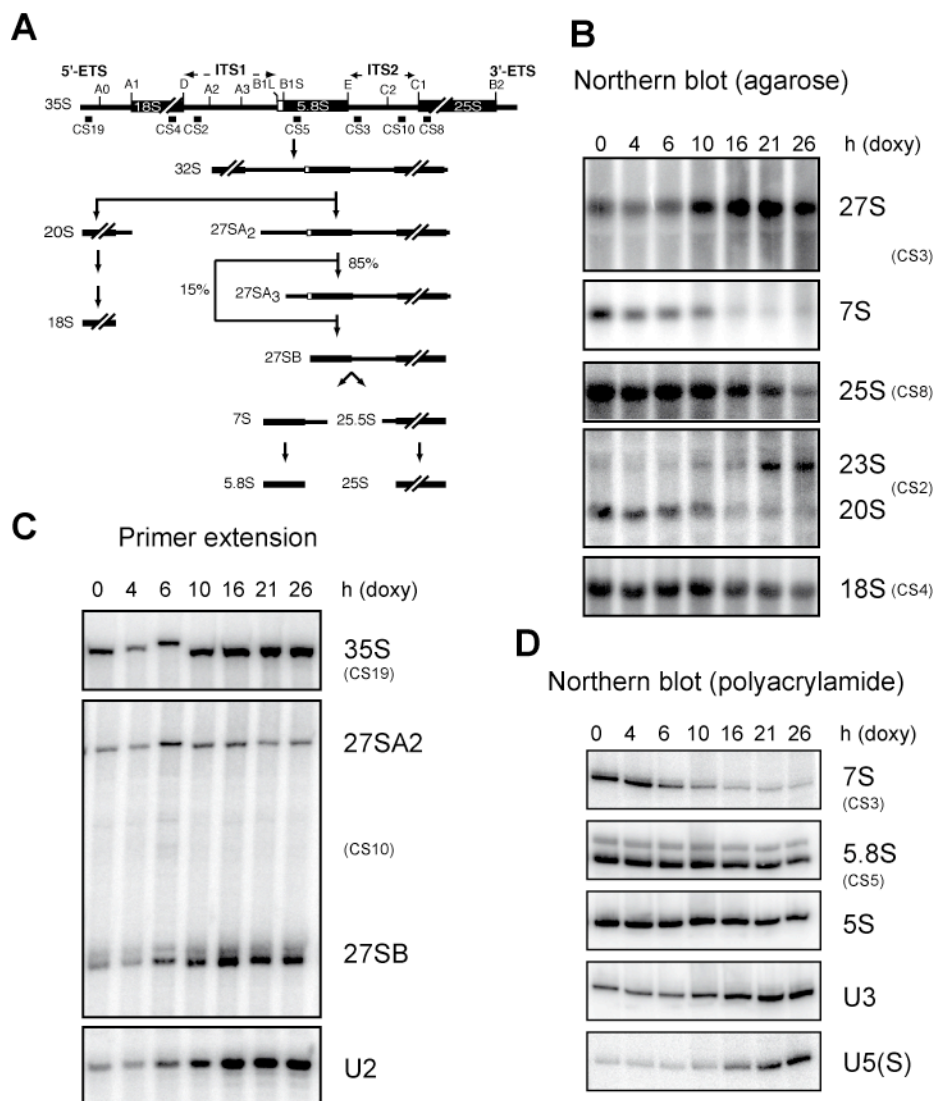 A
5'-ETS ITS1 ITS2 3'-ETS
A0 A1 D A2 A3 B1L B1S E C2 C1 B2
35S 18S 5.8S 25S
CS19 CS4 CS2 CS5 CS3 CS10 CS8
32S
20S 27SA2
85%
15%
27SA3
18S
27SB
7S 25.5S
5.8S 25S
B
Northern blot (agarose)
0 4 6 10 16 21 26 h (doxy)
27S
(CS3)
7S
25S (CS8)
23S
(CS2)
20S
18S (CS4)
C
Primer extension
0 4 6 10 16 21 26 h (doxy)
35S
(CS19)
27SA2
(CS10)
27SB
U2
D
Northern blot (polyacrylamide)
0 4 6 10 16 21 26 h (doxy)
7S
(CS3)
5.8S
(CS5)
5S
U3
U5(S)